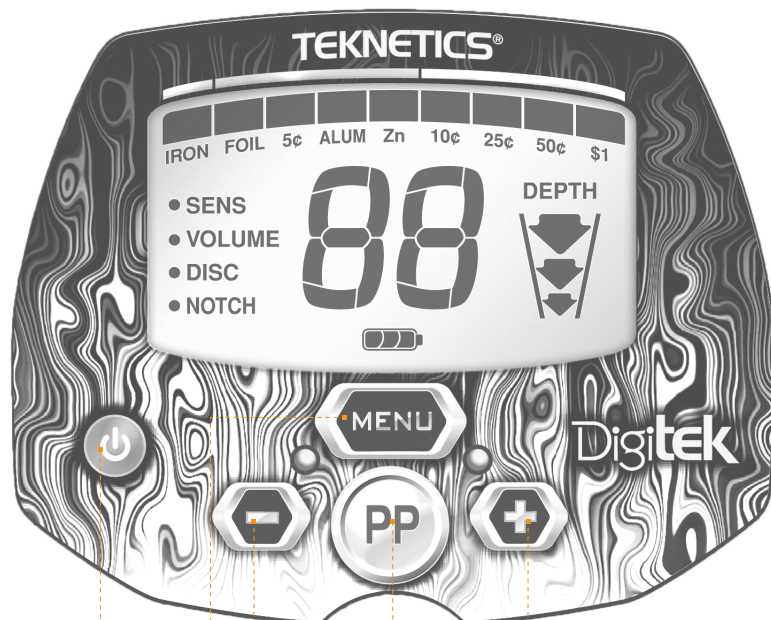 TEKNETICS®
IRON FOIL 5¢ ALUM Zn 10¢ 25¢ 50¢ $1
SENS
VOLUME
DISC
NOTCH
88
DEPTH
MENU
Digitek
PP